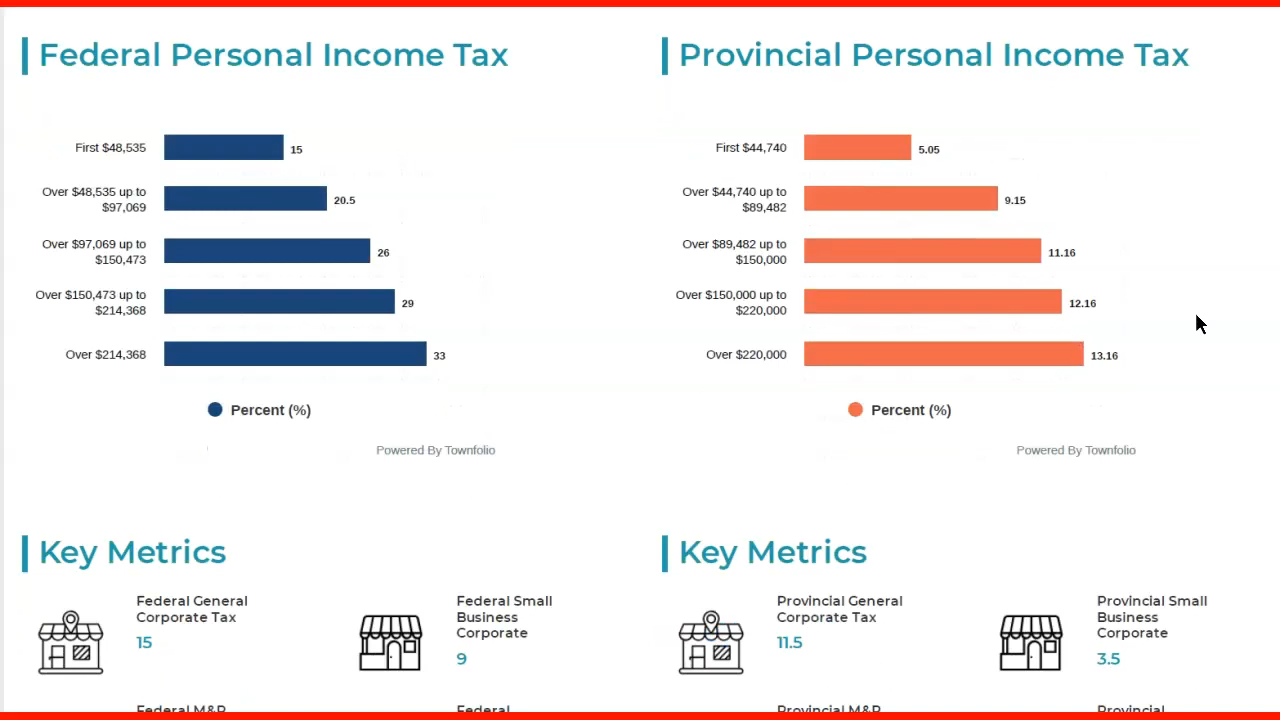 Federal Personal Income Tax
First $48,535
15
Over $48,535 up to
$97,069
20.5
Over $97,069 up to
$150,473
26
Over $150,473 up to
$214,368
29
Over $214,368
33
Percent (%)
Powered By Townfolio
Provincial Personal Income Tax
First $44,740
5.05
Over $44,740 up to
$89,482
9.15
Over $89,482 up to
$150,000
11.16
Over $150,000 up to
$220,000
12.16
Over $220,000
13.16
Percent (%)
Powered By Townfolio
Key Metrics
Federal General
Corporate Tax
15
Federal Small
Business
Corporate
9
Federal M&P
Federal
Key Metrics
Provincial General
Corporate Tax
11.5
Provincial Small
Business
Corporate
3.5
Provincial M&P
Provincial